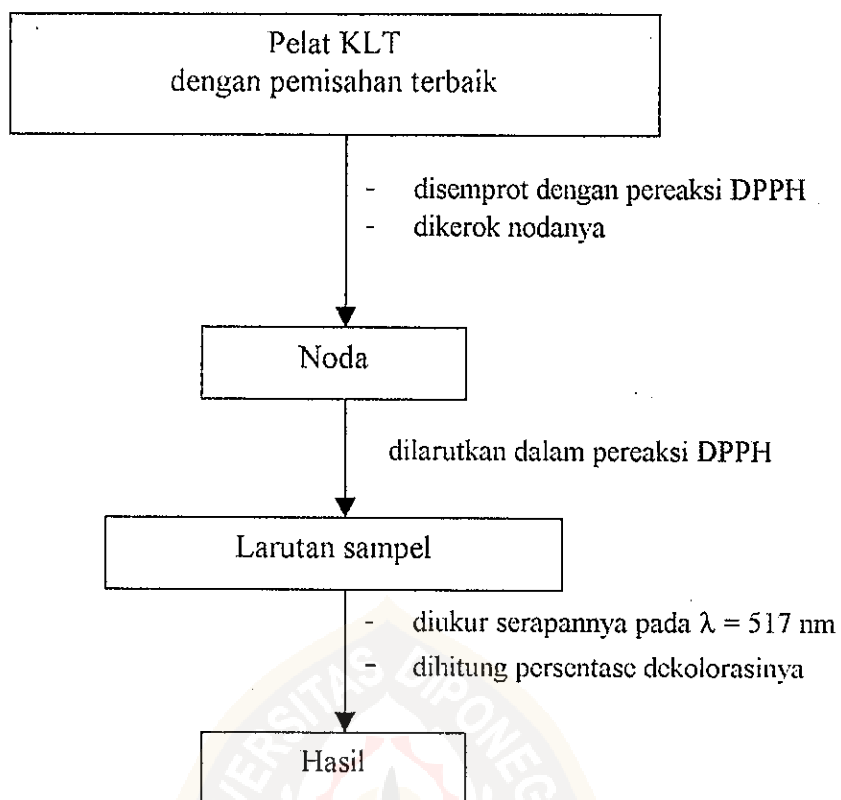 Pelat KLT
dengan pemisahan terbaik
- disemprot dengan pereaksi DPPH
- dikerok nodanya
Noda
dilarutkan dalam pereaksi DPPH
Larutan sampel
- diukur serapannya pada λ = 517 nm
- dihitung persentase dekolorasinya
Hasil